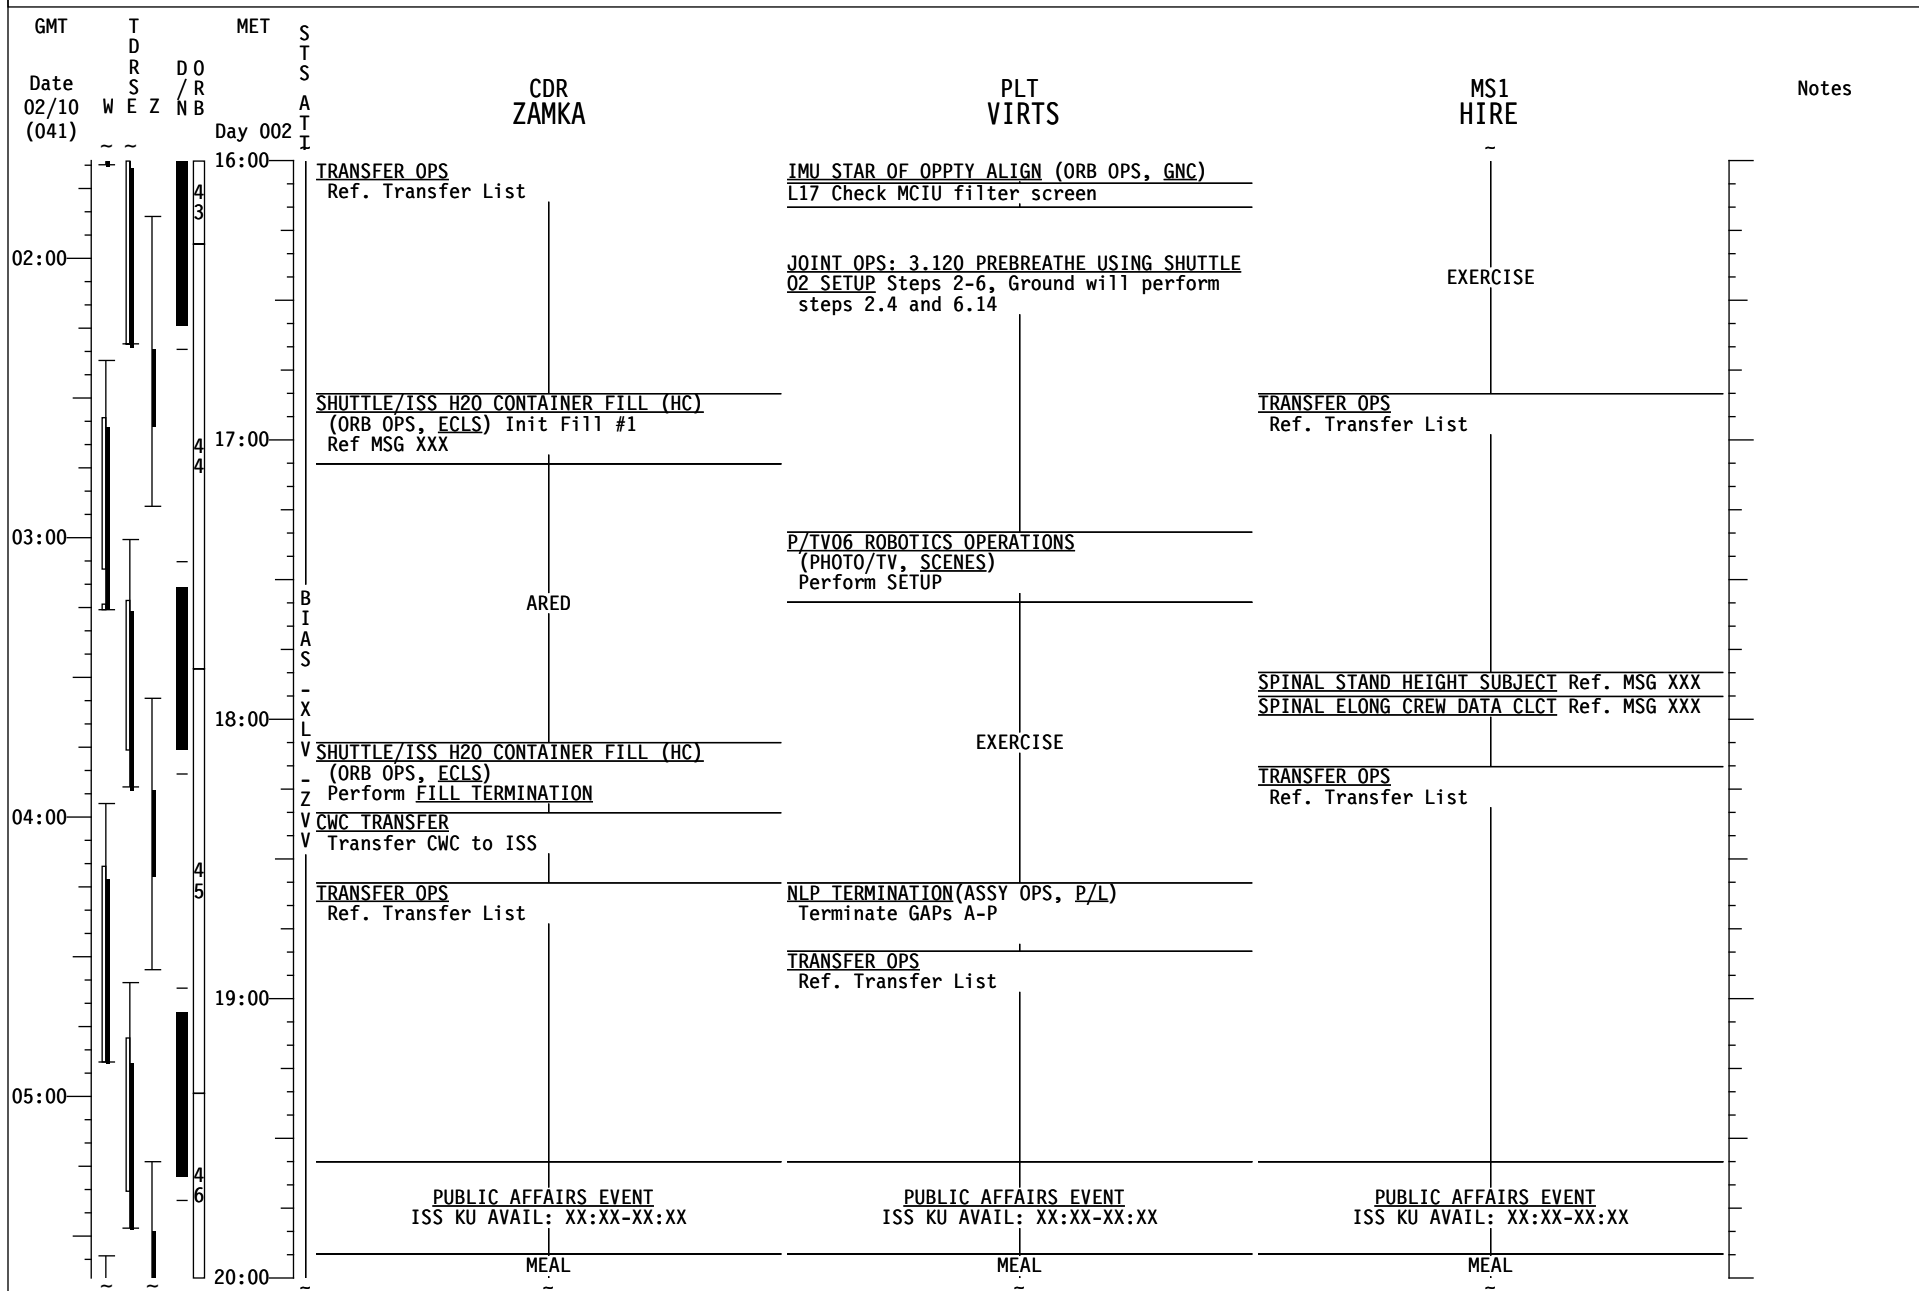 GMT
TDRS
MET
STS ATT
Date
02/10
(041)
W E Z
D/N
ORB
Day 002
CDR
ZAMKA
PLT
VIRTS
MS1
HIRE
Notes
~ ~ ~
16:00
17:00
18:00
19:00
20:00
02:00
03:00
04:00
05:00
43
44
45
46
BIAS -XLV -ZVV
TRANSFER OPS
Ref. Transfer List
SHUTTLE/ISS H2O CONTAINER FILL (HC)
(ORB OPS, ECLS) Init Fill #1
Ref MSG XXX
ARED
SHUTTLE/ISS H2O CONTAINER FILL (HC)
(ORB OPS, ECLS)
Perform FILL TERMINATION
CWC TRANSFER
Transfer CWC to ISS
TRANSFER OPS
Ref. Transfer List
PUBLIC AFFAIRS EVENT
ISS KU AVAIL: XX:XX-XX:XX
MEAL
IMU STAR OF OPPTY ALIGN (ORB OPS, GNC)
L17 Check MCIU filter screen
JOINT OPS: 3.120 PREBREATHE USING SHUTTLE
O2 SETUP Steps 2-6, Ground will perform
steps 2.4 and 6.14
P/TV06 ROBOTICS OPERATIONS
(PHOTO/TV, SCENES)
Perform SETUP
EXERCISE
NLP TERMINATION(ASSY OPS, P/L)
Terminate GAPs A-P
TRANSFER OPS
Ref. Transfer List
PUBLIC AFFAIRS EVENT
ISS KU AVAIL: XX:XX-XX:XX
MEAL
EXERCISE
TRANSFER OPS
Ref. Transfer List
SPINAL STAND HEIGHT SUBJECT Ref. MSG XXX
SPINAL ELONG CREW DATA CLCT Ref. MSG XXX
TRANSFER OPS
Ref. Transfer List
PUBLIC AFFAIRS EVENT
ISS KU AVAIL: XX:XX-XX:XX
MEAL
~ ~ ~ ~ ~ ~